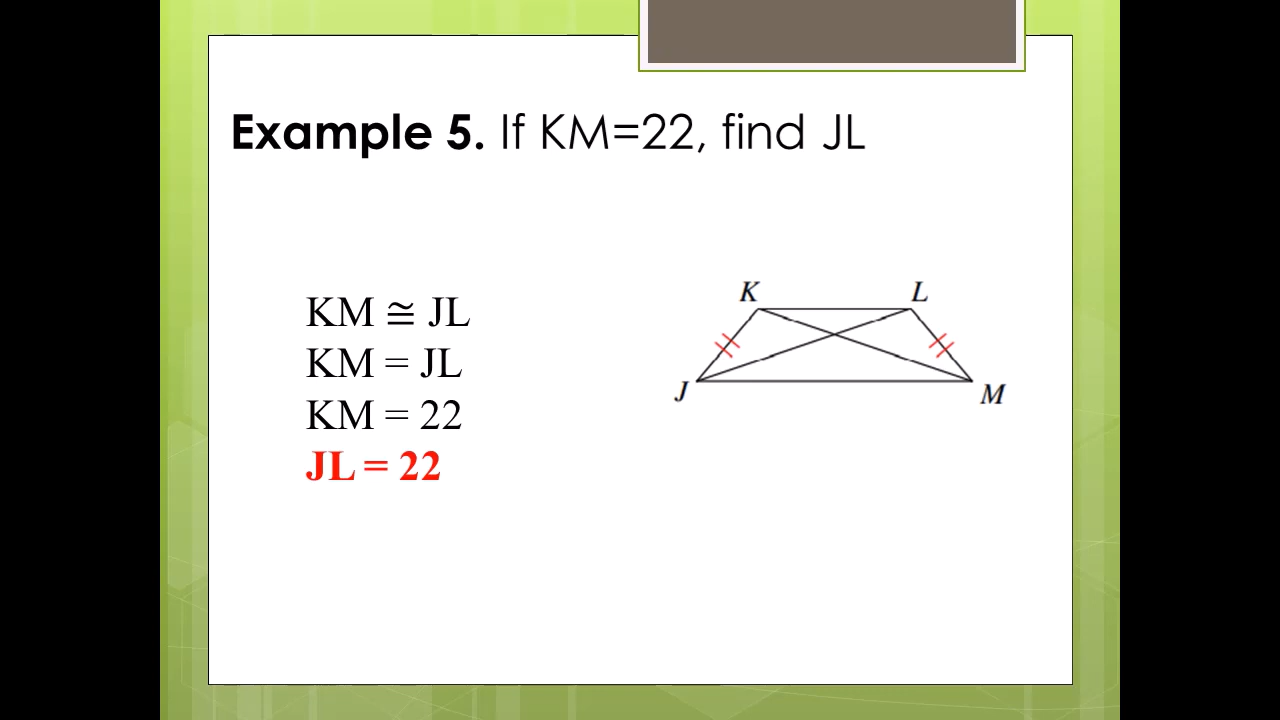 Example 5. If KM=22, find JL
KM ≅ JL
KM = JL
KM = 22
JL = 22
K L
J M